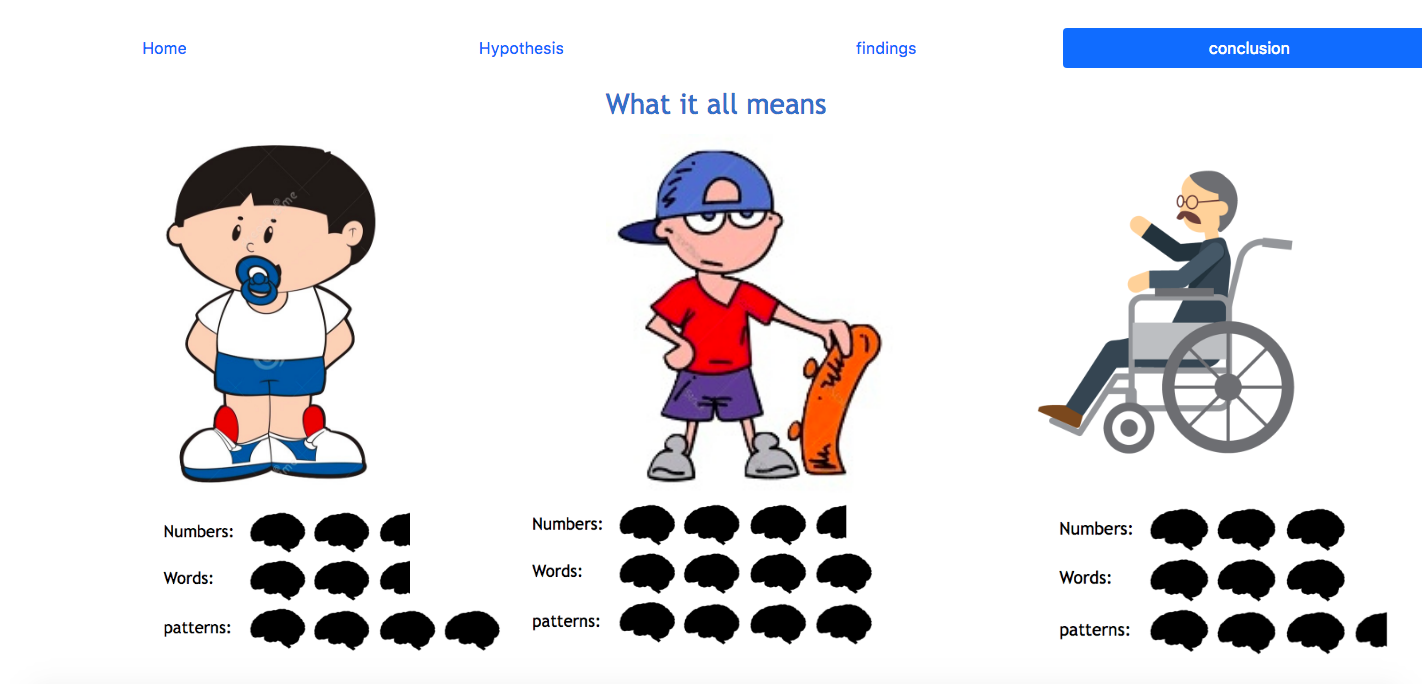 Home
Hypothesis
findings
conclusion
What it all means
Numbers:
Words:
patterns:
Numbers:
Words:
patterns:
Numbers:
Words:
patterns: